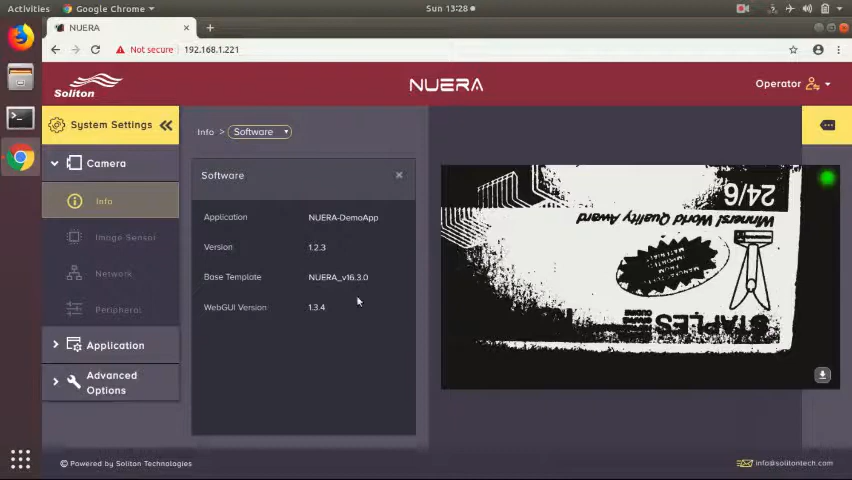 Activities
Google Chrome
Sun 13:28
NUERA
Not secure
192.168.1.221
Soliton
NUERA
Operator
System Settings
Info > Software
Camera
Info
Image Sensor
Network
Peripheral
Application
Advanced
Options
Software
Application NUERA-DemoApp
Version 1.2.3
Base Template NUERA_v16.3.0
WebGUI Version 1.3.4
24/6
Winners! World Quality Award
STAPLES
Powered by Soliton Technologies
info@solitontech.com